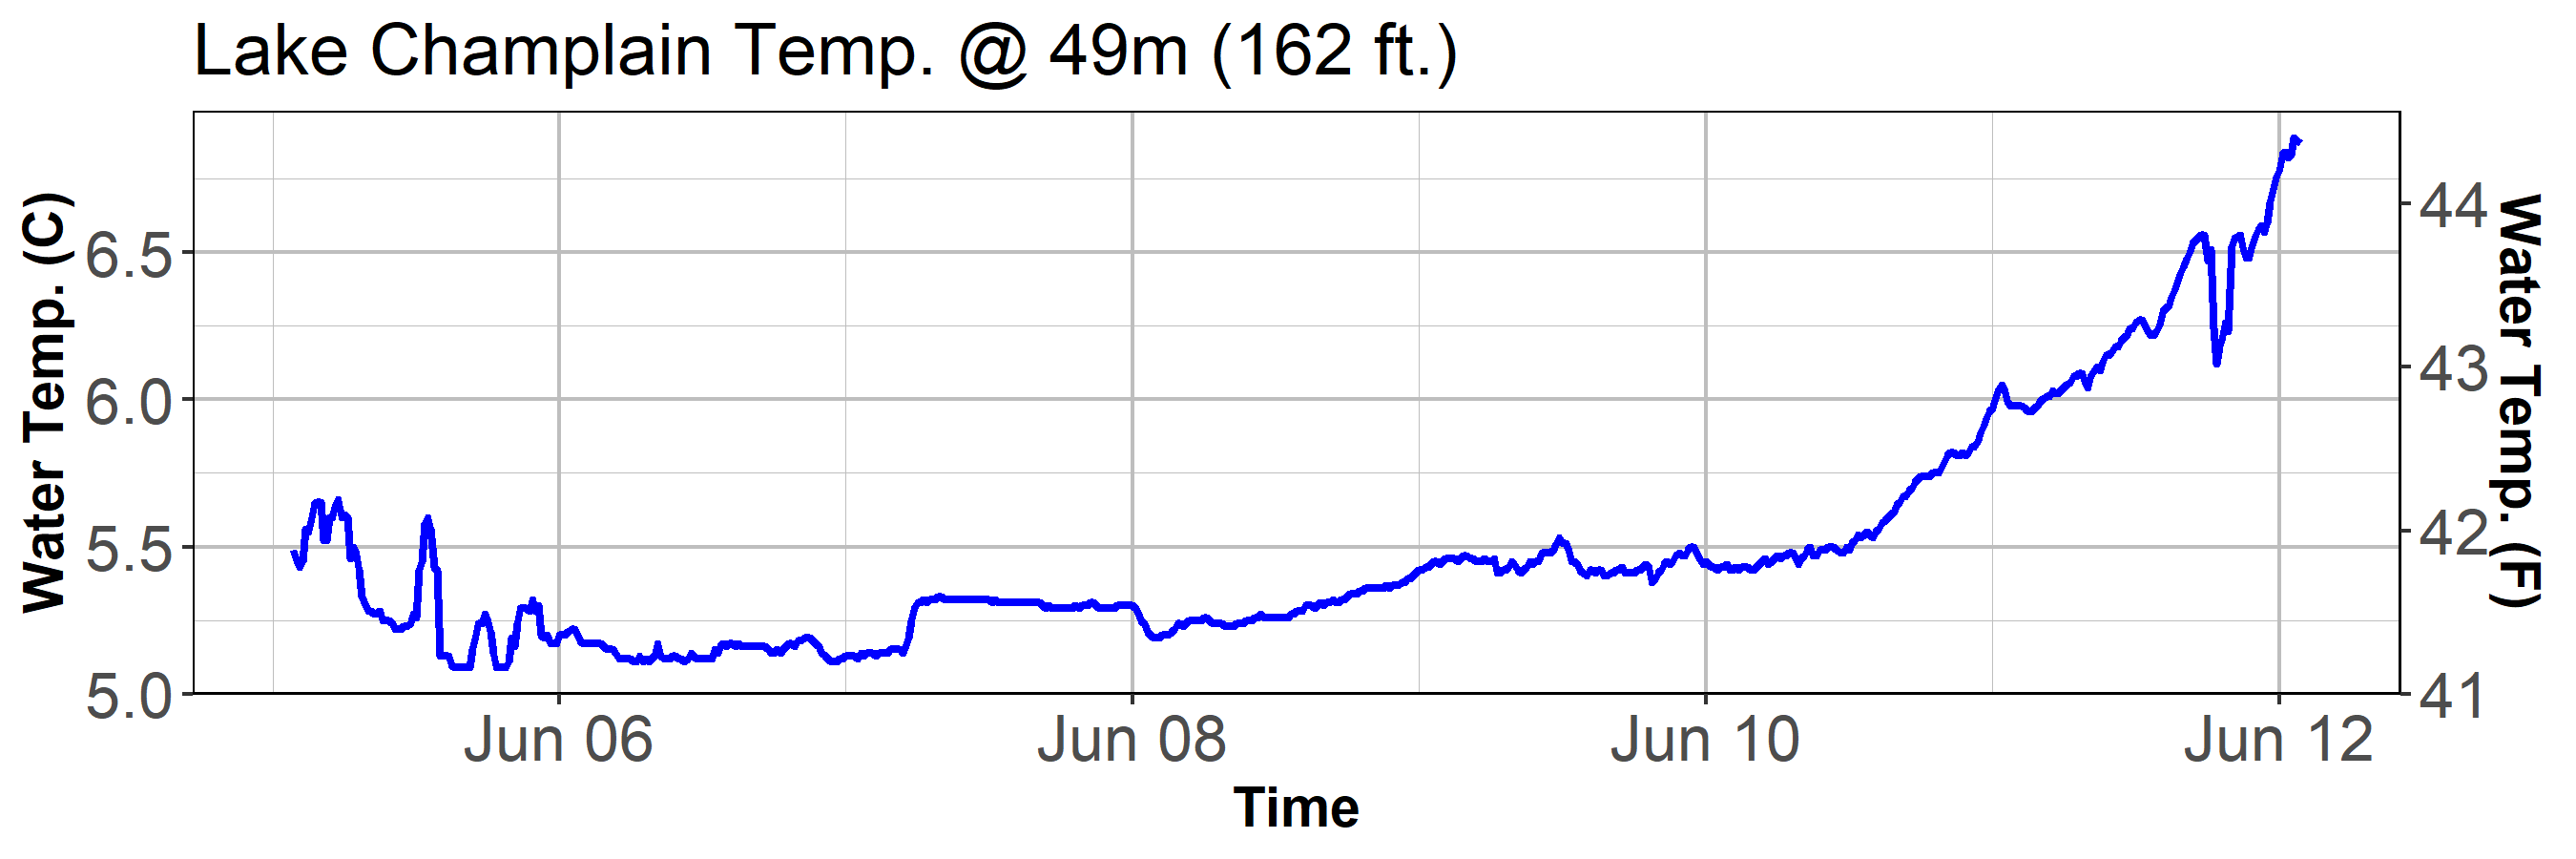 Lake Champlain Temp. @ 49m (162 ft.)
Water Temp. (C)
6.5
6.0
5.5
5.0
44
43
42
41
Water Temp. (F)
Jun 06 Jun 08 Jun 10 Jun 12
Time